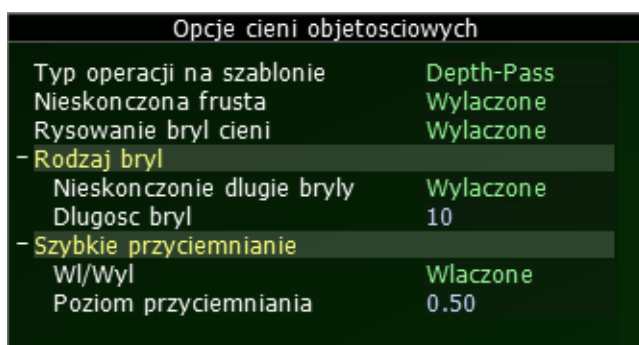 Opcje cieni objetosciowych
Typ operacji na szablonie Depth-Pass
Nieskonczona frusta Wylaczone
Rysowanie bryl cieni Wylaczone
- Rodzaj bryl
Nieskonczonie dlugie bryly Wylaczone
Dlugosc bryl 10
- Szybkie przyciemnianie
Wl/Wyl Wlaczone
Poziom przyciemniania 0.50